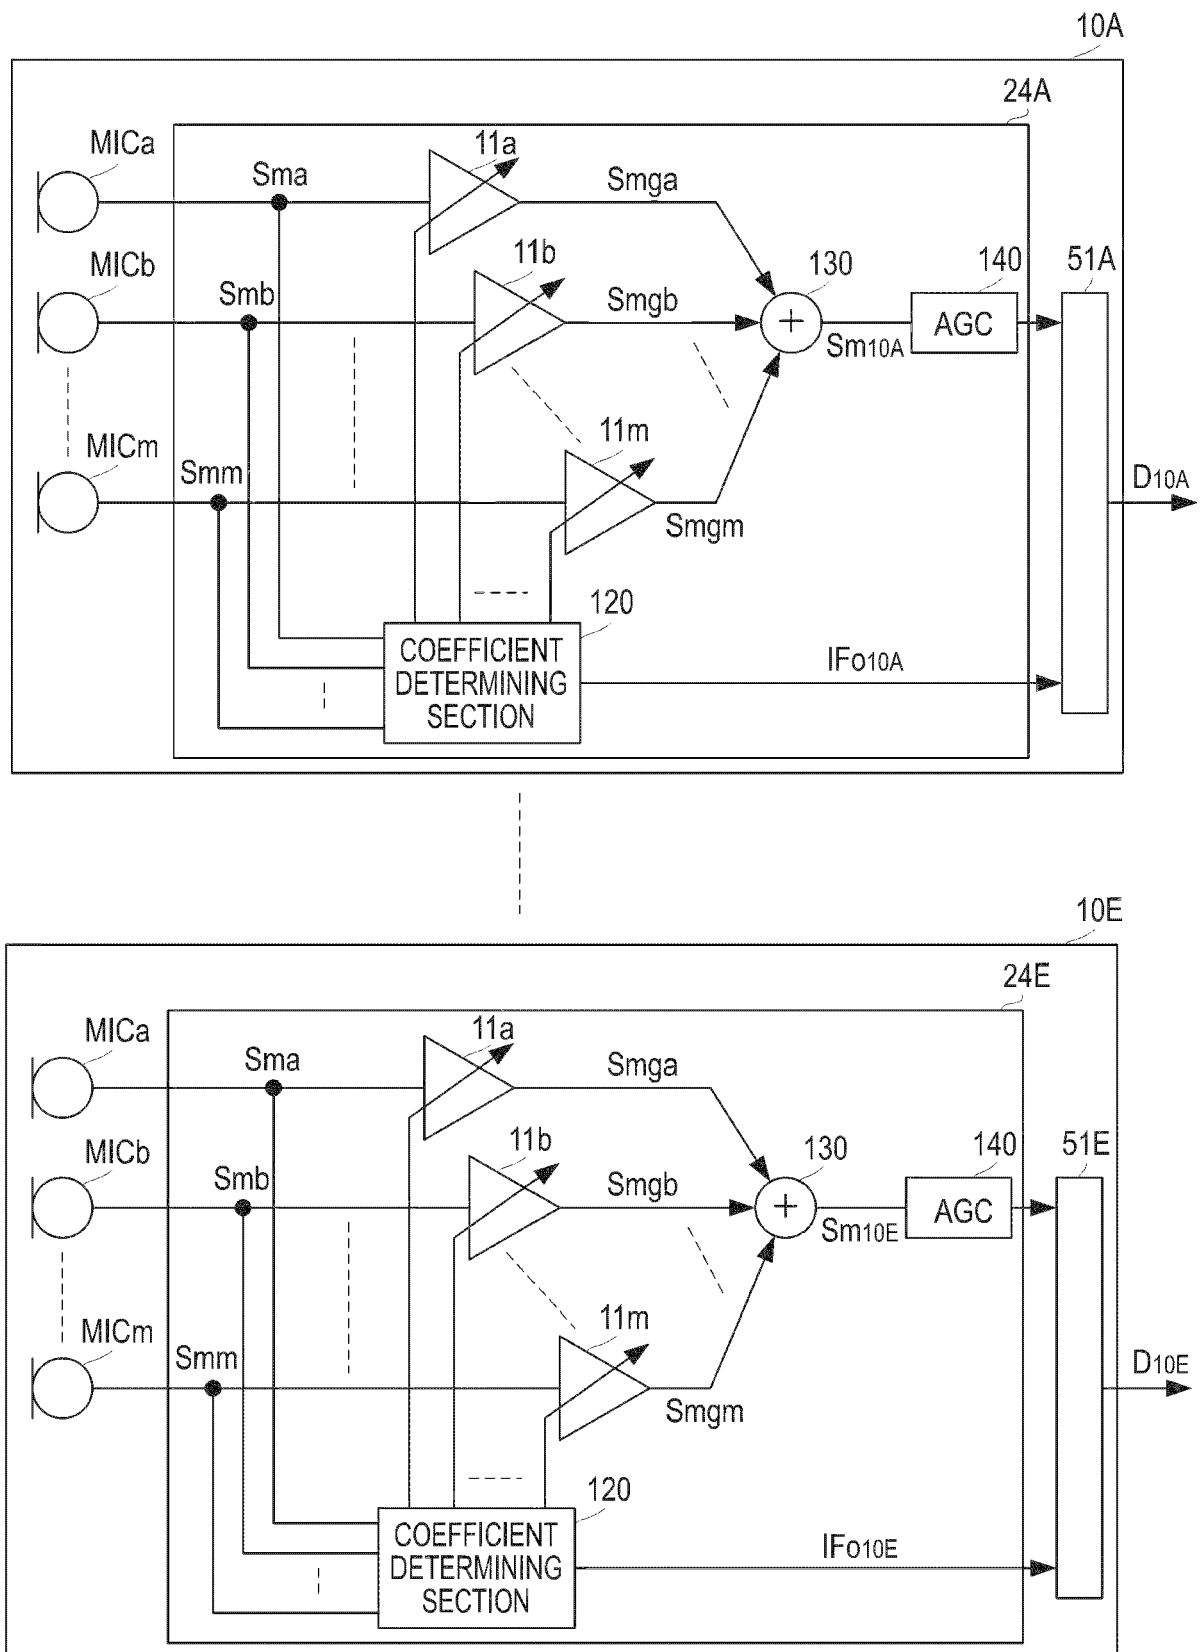 10A
24A
MICa
11a
Sma
Smga
MICb
11b
130
140
51A
Smb
Smgb
+
AGC
Sm10A
MICm
11m
Smm
D10A
Smgm
120
COEFFICIENT
DETERMINING
SECTION
IFo10A
10E
24E
MICa
11a
Sma
Smga
MICb
11b
130
140
51E
Smb
Smgb
+
AGC
Sm10E
MICm
11m
Smm
D10E
Smgm
120
COEFFICIENT
DETERMINING
SECTION
IFo10E